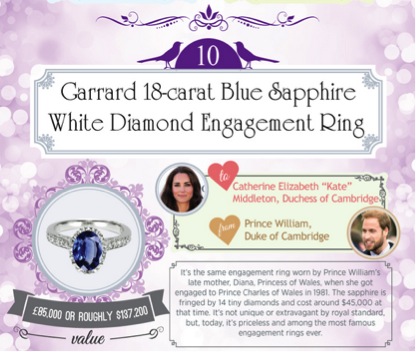 10
Garrard 18-carat Blue Sapphire
White Diamond Engagement Ring
to
Catherine Elizabeth “Kate”
Middleton, Duchess of Cambridge
from
Prince William,
Duke of Cambridge
£85,000 OR ROUGHLY $137,200
value
It's the same engagement ring worn by Prince William's
late mother, Diana, Princess of Wales, when she got
engaged to Prince Charles of Wales in 1981. The sapphire is
fringed by 14 tiny diamonds and cost around $45,000 at
that time. It's not unique or extravagant by royal standard,
but, today, it's priceless and among the most famous
engagement rings ever.